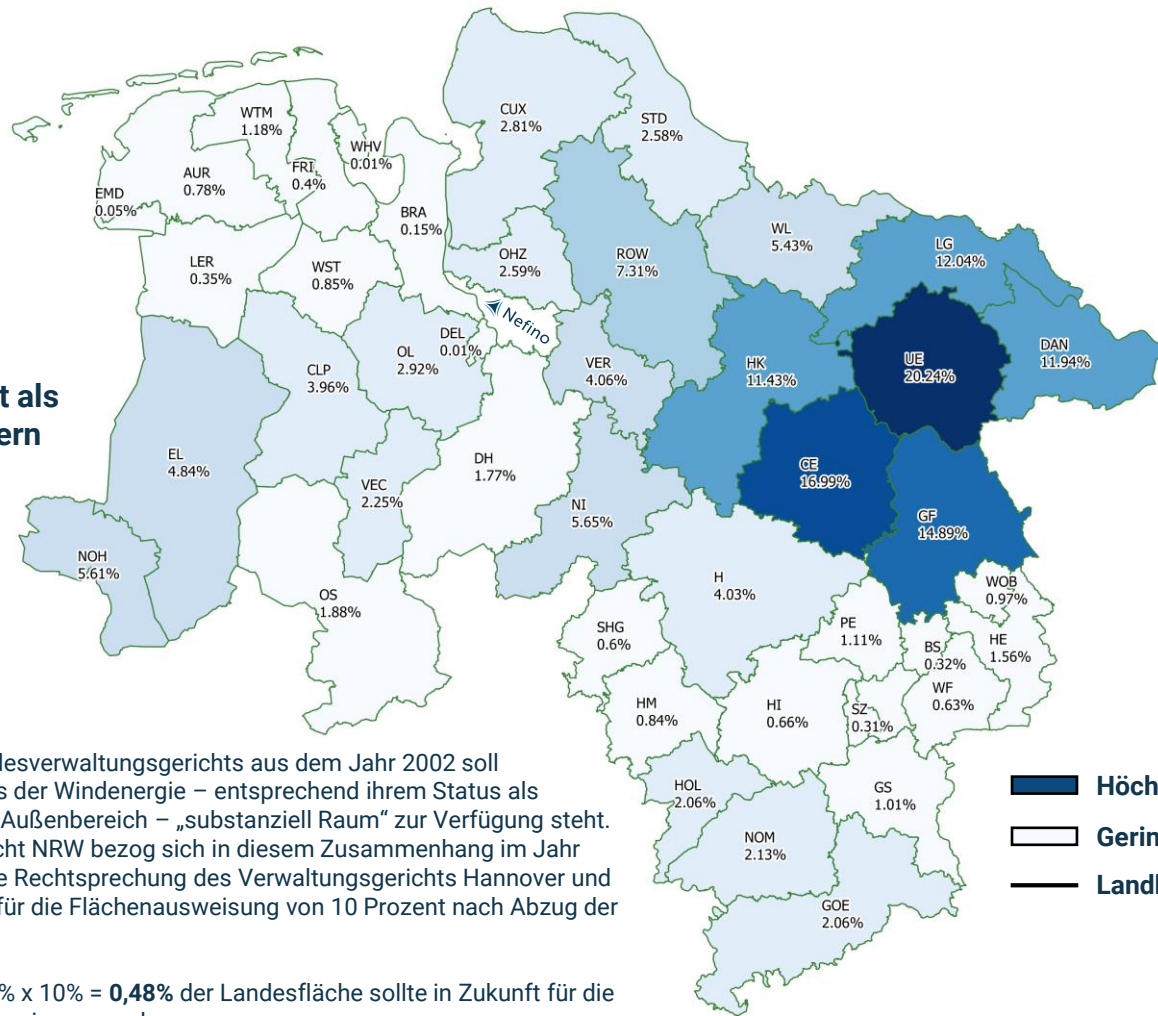 CUX
2.81%
STD
2.58%
WTM
1.18%
WHV
0.01%
FRI
0.4%
AUR
0.78%
EMD
0.05%
BRA
0.15%
LER
0.35%
WST
0.85%
OHZ
2.59%
ROW
7.31%
WL
5.43%
LG
12.04%
Nefino
DEL
0.01%
OL
2.92%
CLP
3.96%
VER
4.06%
HK
11.43%
UE
20.24%
DAN
11.94%
t als
ern
EL
4.84%
DH
1.77%
VEC
2.25%
NI
5.65%
CE
16.99%
GF
14.89%
NOH
5.61%
OS
1.88%
H
4.03%
WOB
0.97%
SHG
0.6%
PE
1.11%
BS
0.32%
HE
1.56%
HM
0.84%
HI
0.66%
SZ
0.31%
WF
0.63%
HOL
2.06%
GS
1.01%
NOM
2.13%
GOE
2.06%
desverwaltungsgerichts aus dem Jahr 2002 soll
s der Windenergie – entsprechend ihrem Status als
Außenbereich – „substanziell Raum“ zur Verfügung steht.
cht NRW bezog sich in diesem Zusammenhang im Jahr
e Rechtsprechung des Verwaltungsgerichts Hannover und
für die Flächenausweisung von 10 Prozent nach Abzug der
% x 10% = 0,48% der Landesfläche sollte in Zukunft für die
Höch
Gerin
Landl